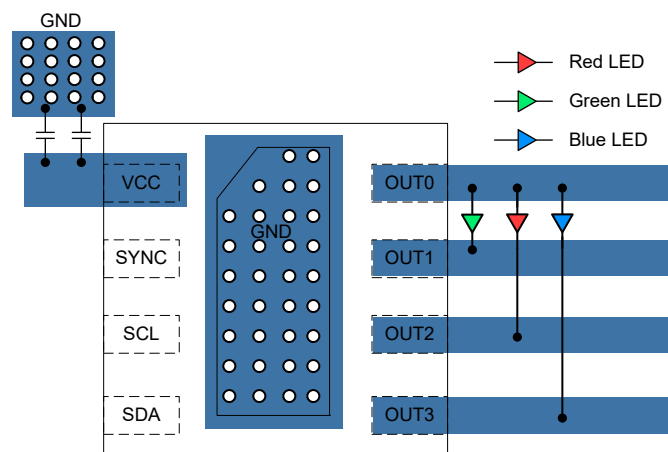 GND
Red LED
Green LED
Blue LED
VCC
OUT0
GND
SYNC
OUT1
SCL
OUT2
SDA
OUT3